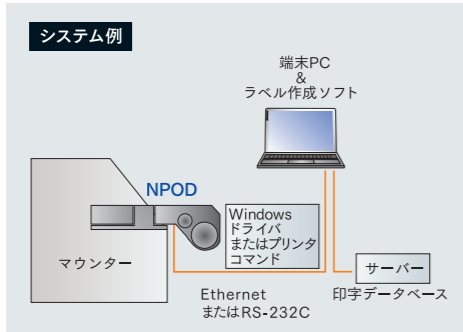 システム例
端末PC
&
ラベル作成ソフト
NPOD
Windows
ドライバ
またはプリンタ
コマンド
マウンター
サーバー
Ethernet
またはRS-232C
印字データベース